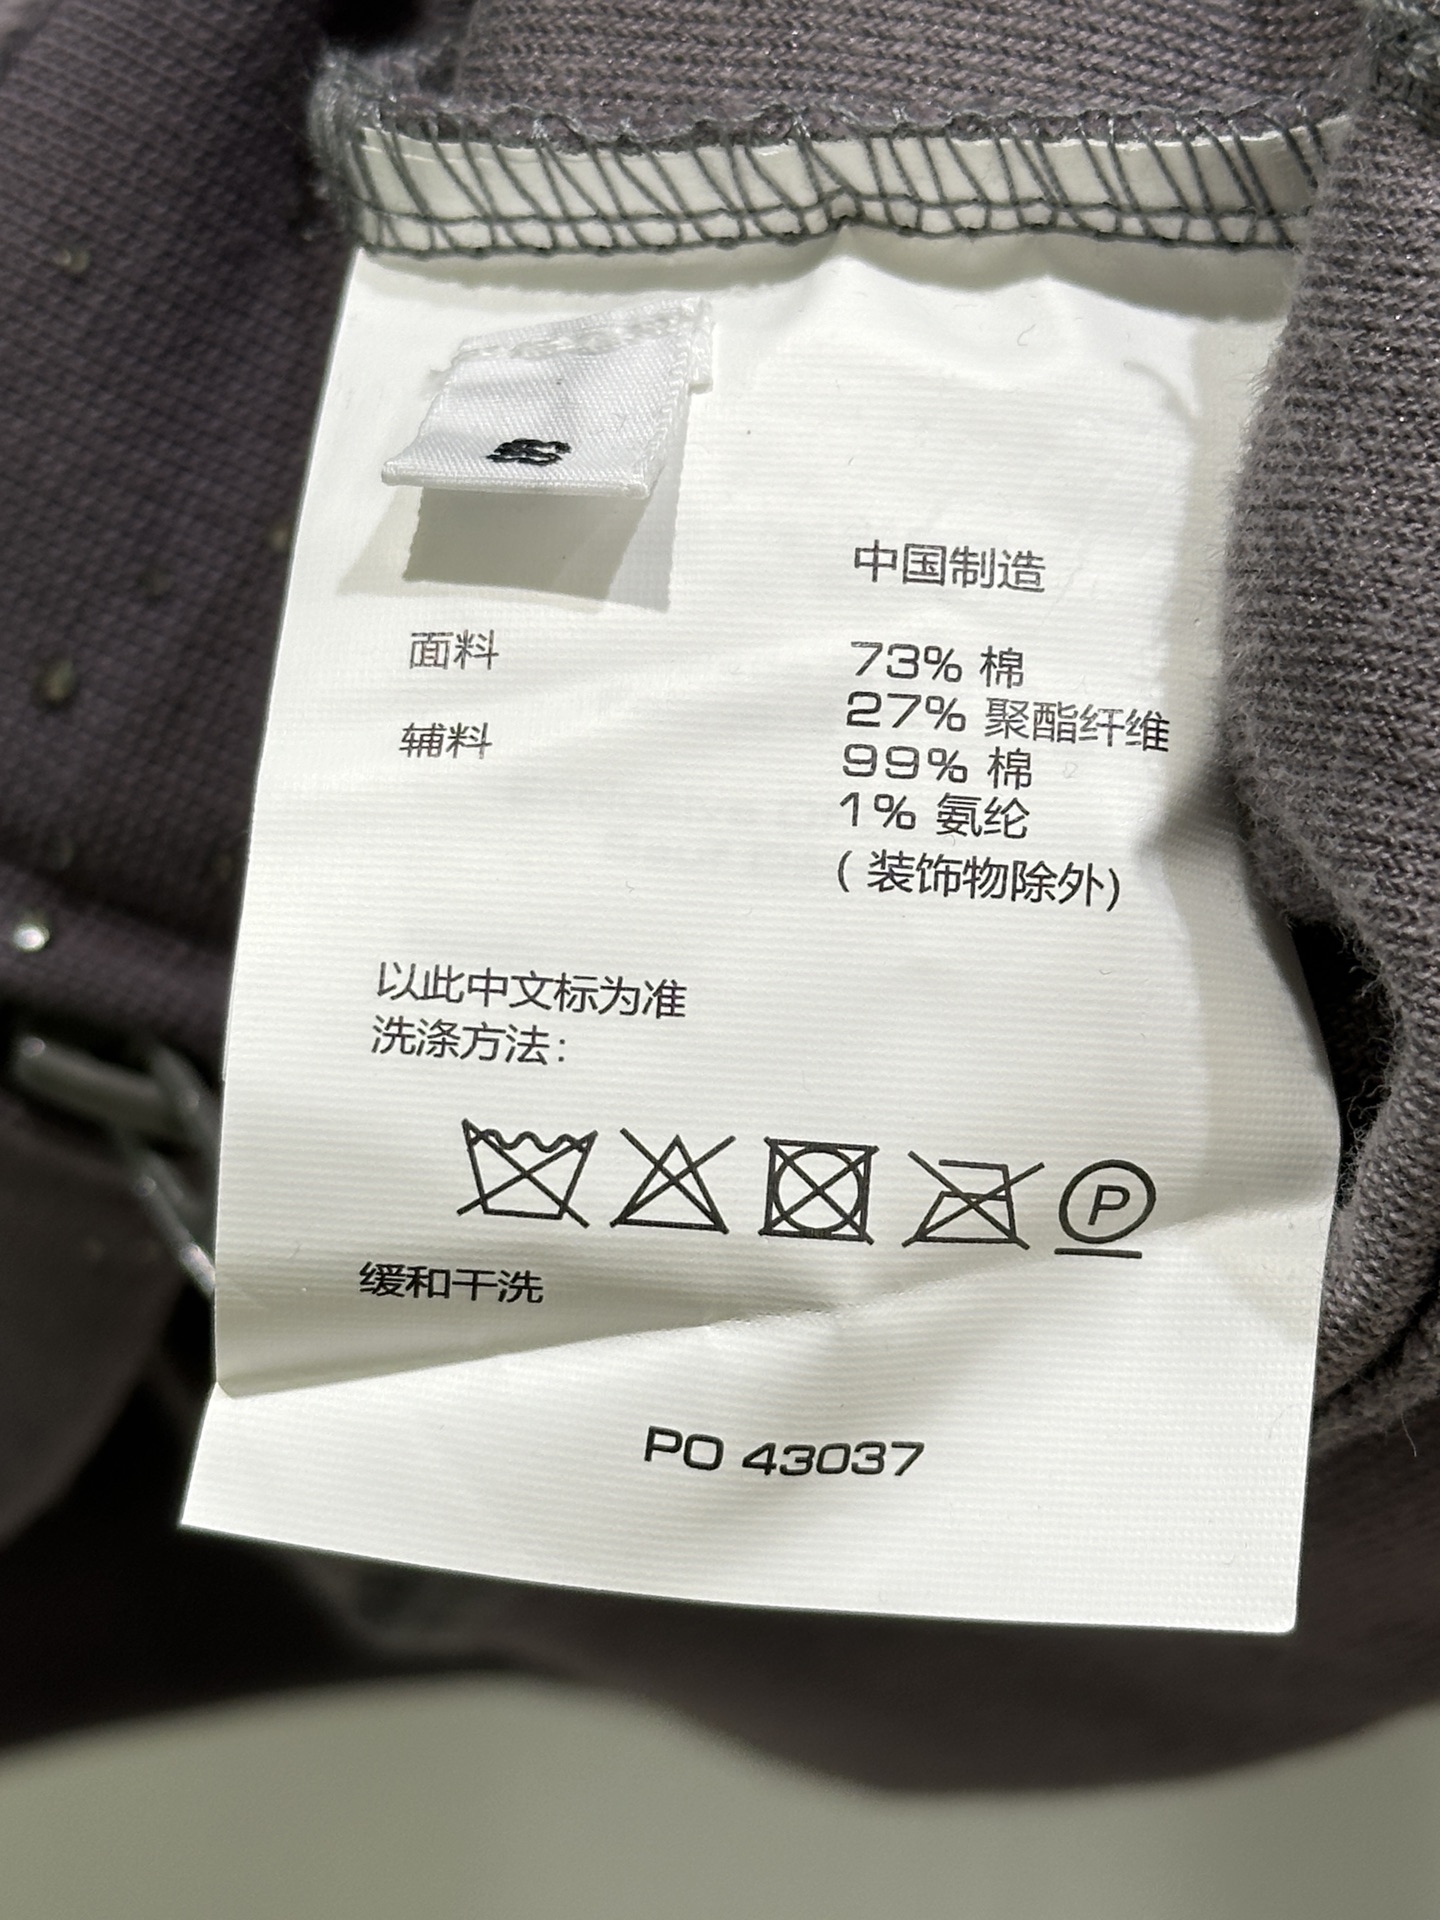 中国制造
面料 73% 棉
27% 聚酯纤维
辅料 99% 棉
1% 氨纶
( 装饰物除外)
以此中文标为准
洗涤方法:
P
缓和干洗
PO 43037